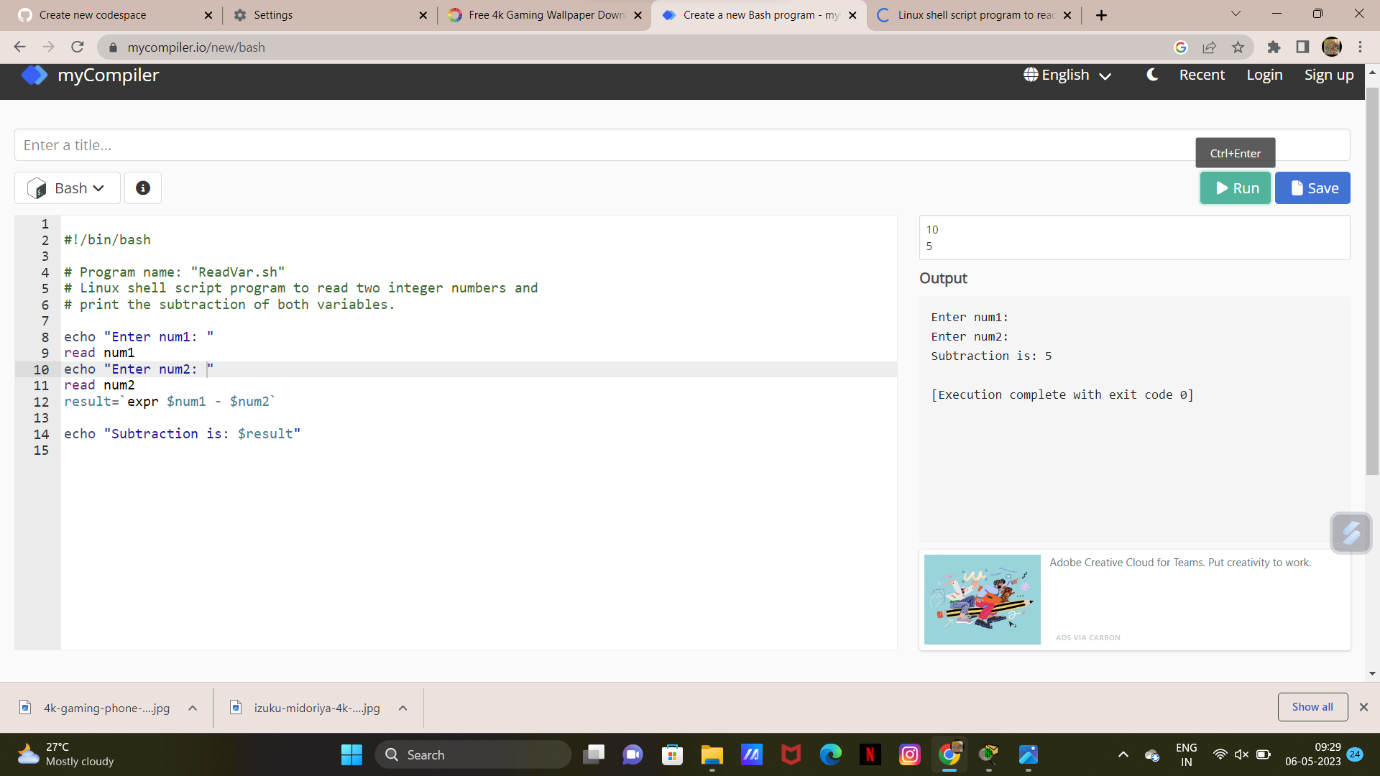 Create new codespace
Settings
Free 4k Gaming Wallpaper Down
Create a new Bash program - my
Linux shell script program to read
mycompiler.io/new/bash
myCompiler
English
Recent
Login
Sign up
Enter a title...
Ctrl+Enter
Bash
Run
Save
1
2 #!/bin/bash
3
4 # Program name: "ReadVar.sh"
5 # Linux shell script program to read two integer numbers and
6 # print the subtraction of both variables.
7
8 echo "Enter num1: "
9 read num1
10 echo "Enter num2: "
11 read num2
12 result=`expr $num1 - $num2`
13
14 echo "Subtraction is: $result"
15
10
5
Output
Enter num1:
Enter num2:
Subtraction is: 5
[Execution complete with exit code 0]
Adobe Creative Cloud for Teams. Put creativity to work.
ADS VIA CARBON
4k-gaming-phone-....jpg
izuku-midoriya-4k-....jpg
Show all
27°C
Mostly cloudy
Search
ENG
IN
09:29
06-05-2023
24